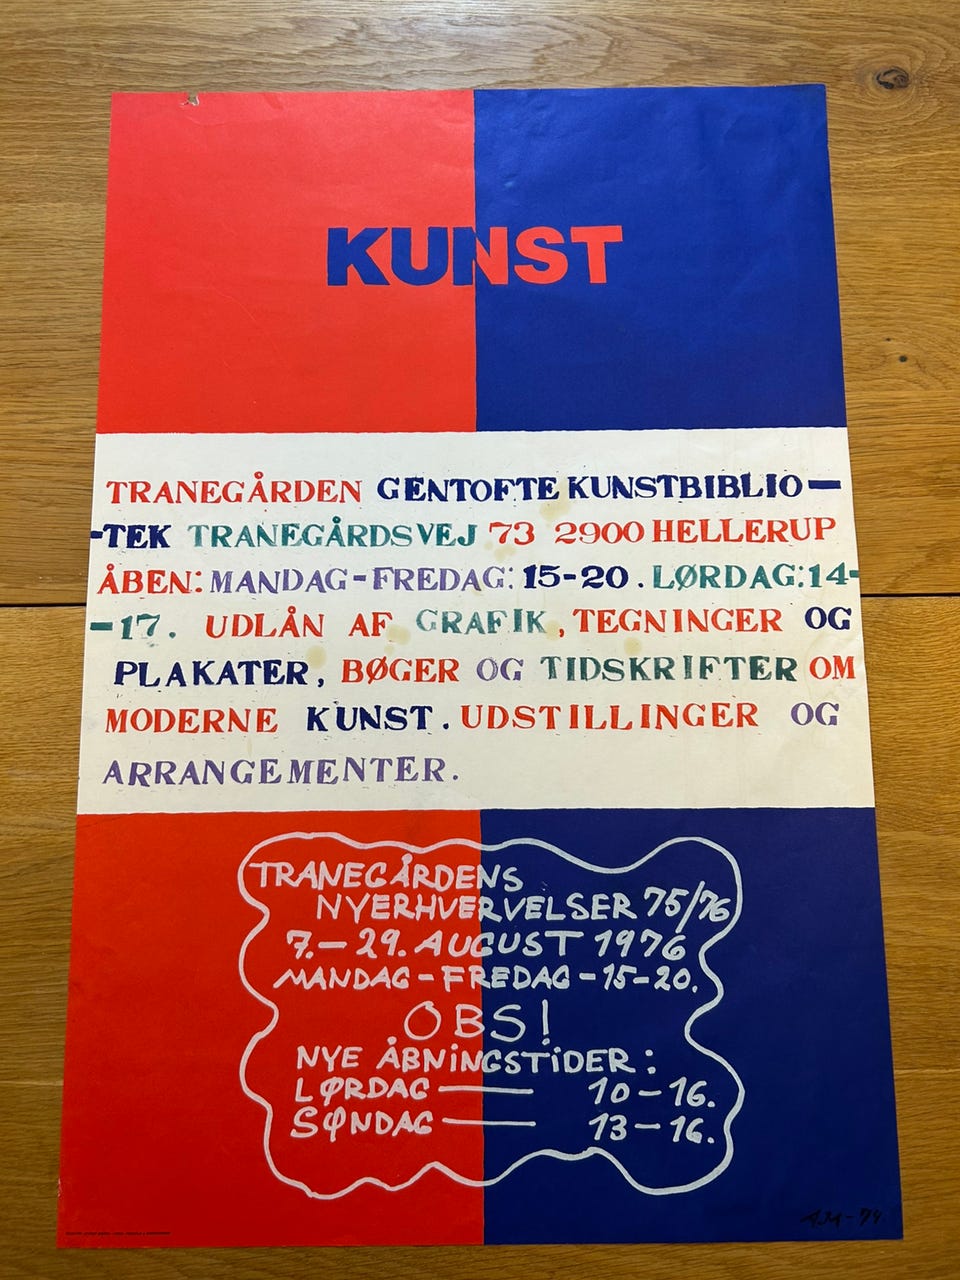 KUNST
TRANEGÅRDEN GENTOFTE KUNSTBIBLIO-
-TEK TRANEGÅRDSVEJ 73 2900 HELLERUP
ÅBEN: MANDAG-FREDAG: 15-20. LØRDAG: 14-
-17. UDLÅN AF GRAFIK, TEGNINGER OG
PLAKATER, BØGER OG TIDSKRIFTER OM
MODERNE KUNST. UDSTILLINGER OG
ARRANGEMENTER.
TRANEGÅRDENS
NYERHVERVELSER 75/76
7.-29. AUGUST 1976
MANDAG-FREDAG-15-20.
OBS!
NYE ÅBNINGSTIDER:
LØRDAG — 10-16.
SØNDAG — 13-16.